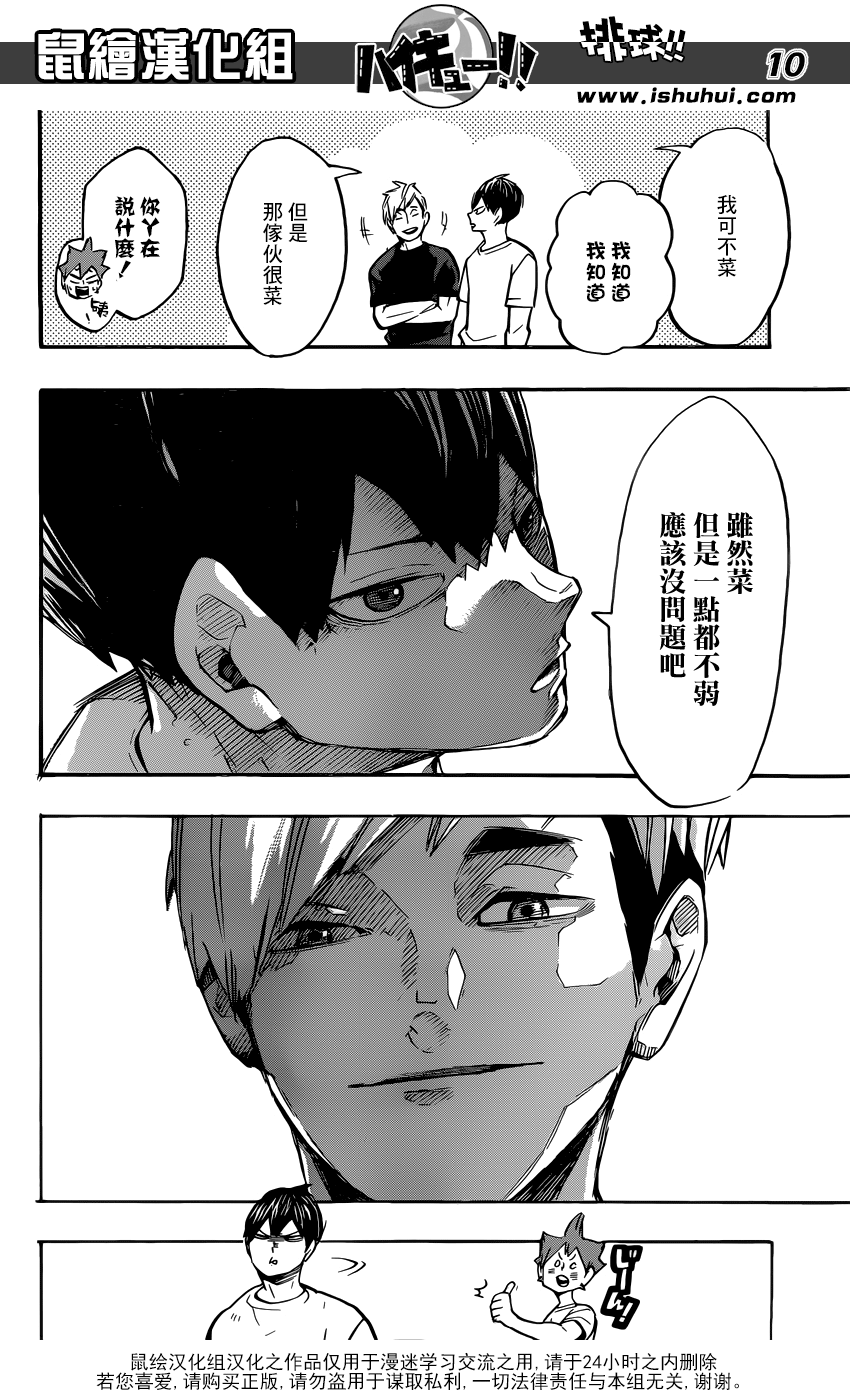 鼠繪漢化組
ハイキュー!!
排球!!
10
www.ishuhui.com
我可不菜
我知道
我知道
但是
那傢伙很菜
你丫在
說什麼!
咦!
雖然菜
但是一點都不弱
應該沒問題吧
じーん!
鼠绘汉化组汉化之作品仅用于漫迷学习交流之用,请于24小时之内删除
若您喜爱,请购买正版,请勿盗用于谋取私利,一切法律责任与本组无关,谢谢。